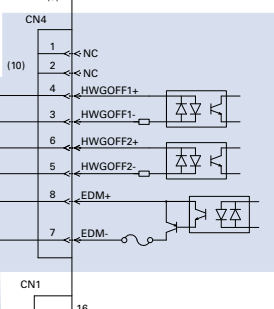 CN4
1 NC
2 NC
(10)
4 HWGOFF1+
3 HWGOFF1-
6 HWGOFF2+
5 HWGOFF2-
8 EDM+
7 EDM-
CN1
16